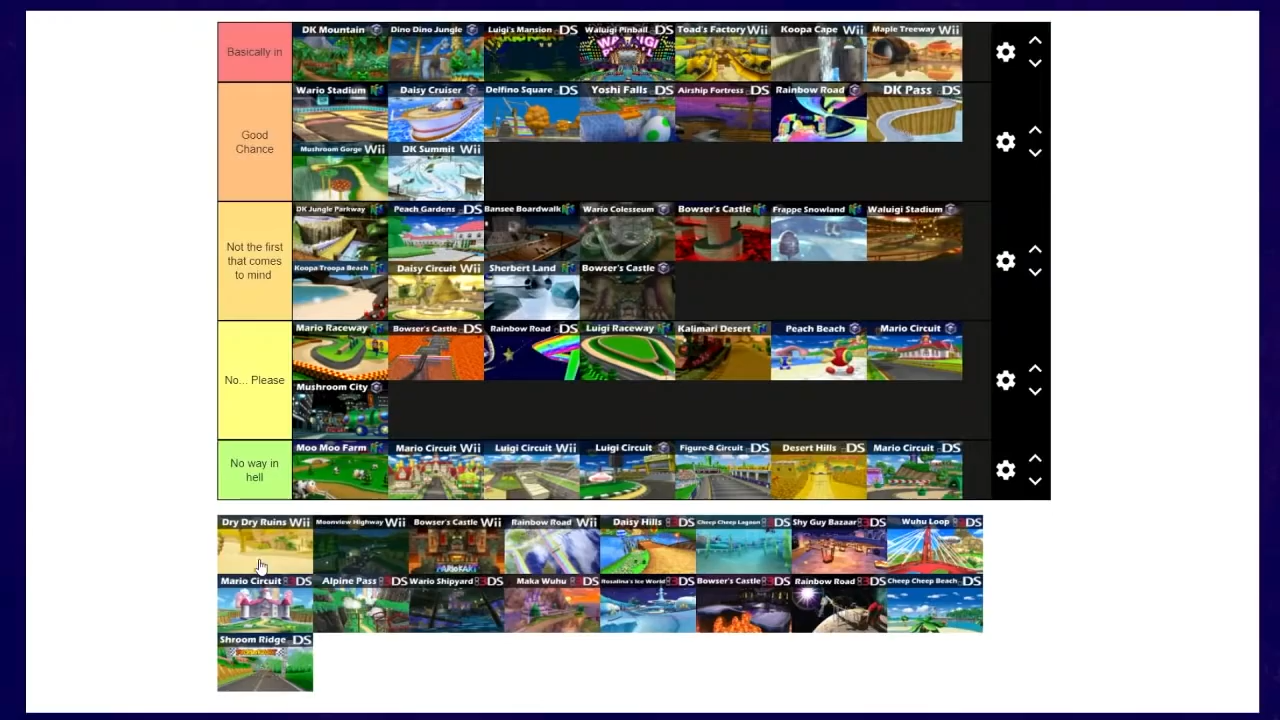 Basically in
DK Mountain
Dino Dino Jungle
Luigi's Mansion DS
Waluigi Pinball DS
Toad's Factory Wii
Koopa Cape Wii
Maple Treeway Wii
Good
Chance
Wario Stadium
Daisy Cruiser
Delfino Square DS
Yoshi Falls DS
Airship Fortress DS
Rainbow Road
DK Pass DS
Mushroom Gorge Wii
DK Summit Wii
Not the first
that comes
to mind
DK Jungle Parkway
Peach Gardens DS
Bansee Boardwalk
Wario Colesseum
Bowser's Castle
Frappe Snowland
Waluigi Stadium
Koopa Troopa Beach
Daisy Circuit Wii
Sherbert Land
Bowser's Castle
No... Please
Mario Raceway
Bowser's Castle DS
Rainbow Road DS
Luigi Raceway
Kalimari Desert
Peach Beach
Mario Circuit
Mushroom City
No way in
hell
Moo Moo Farm
Mario Circuit Wii
Luigi Circuit Wii
Luigi Circuit
Figure-8 Circuit DS
Desert Hills DS
Mario Circuit DS
Dry Dry Ruins Wii
Moonview Highway Wii
Bowser's Castle Wii
MARIOKART
Rainbow Road Wii
Daisy Hills 3DS
Cheep Cheep Lagoon 3DS
Shy Guy Bazaar 3DS
Wuhu Loop 3DS
Mario Circuit 3DS
Alpine Pass 3DS
Wario Shipyard 3DS
Maka Wuhu 3DS
Rosalina's Ice World 3DS
Bowser's Castle 3DS
Rainbow Road 3DS
Cheep Cheep Beach DS
Shroom Ridge DS